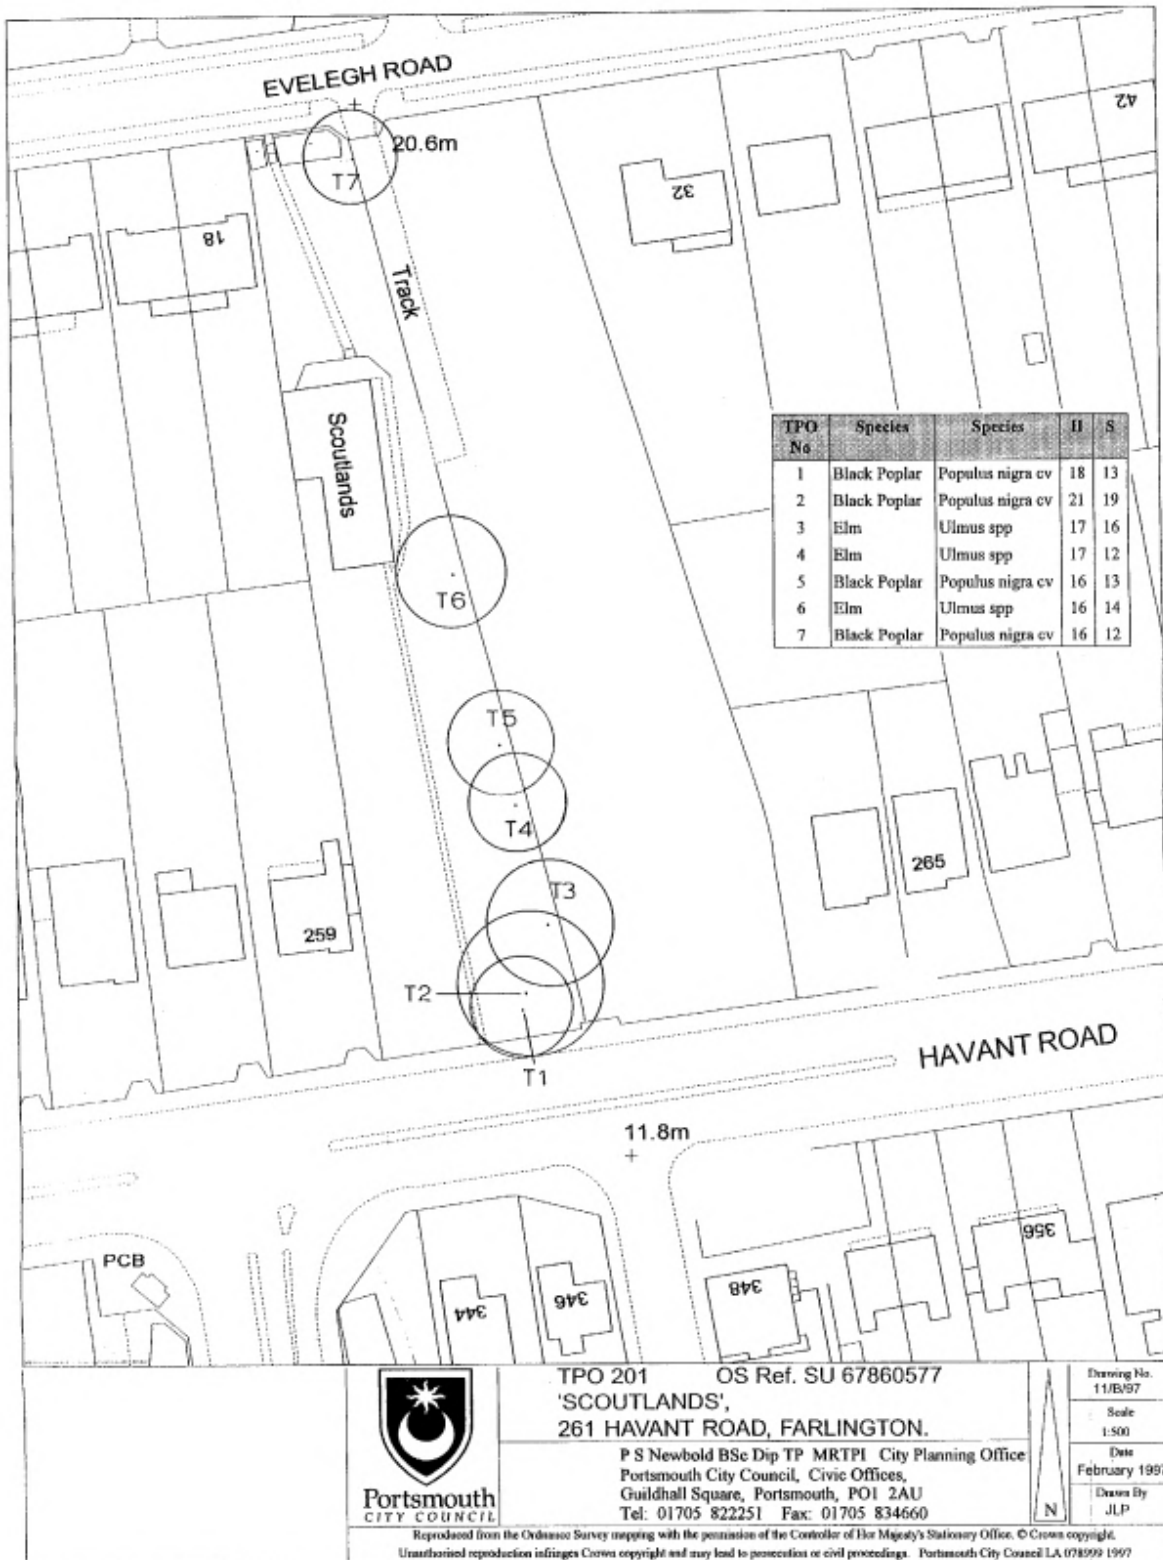 EVELEGH ROAD
20.6m
T7
42
32
18
Track
Scoutlands
TPO No Species Species H S
1 Black Poplar Populus nigra cv 18 13
2 Black Poplar Populus nigra cv 21 19
3 Elm Ulmus spp 17 16
4 Elm Ulmus spp 17 12
5 Black Poplar Populus nigra cv 16 13
6 Elm Ulmus spp 16 14
7 Black Poplar Populus nigra cv 16 12
T6
T5
T4
T3
265
259
T2
T1
HAVANT ROAD
11.8m
PCB
344
346
348
356
Portsmouth
CITY COUNCIL
TPO 201 OS Ref. SU 67860577
'SCOUTLANDS',
261 HAVANT ROAD, FARLINGTON.
P S Newbold BSc Dip TP MRTPI City Planning Office
Portsmouth City Council, Civic Offices,
Guildhall Square, Portsmouth, PO1 2AU
Tel: 01705 822251 Fax: 01705 834660
N
Drawing No.
11/B/97
Scale
1:500
Date
February 1997
Drawn By
JLP
Reproduced from the Ordnance Survey mapping with the permission of the Controller of Her Majesty's Stationery Office. © Crown copyright.
Unauthorised reproduction infringes Crown copyright and may lead to prosecution or civil proceedings. Portsmouth City Council LA 078999 1997